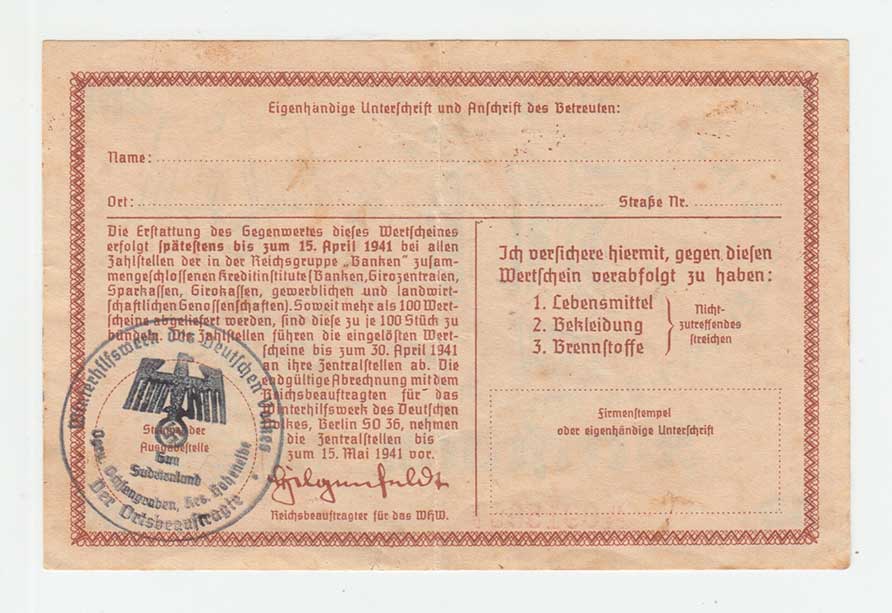 Eigenhändige Unterschrift und Anschrift des Betreuten:
Name:
Ort: Straße Nr.
Die Erstattung des Gegenwertes dieses Wertscheines
erfolgt spätestens bis zum 15. April 1941 bei allen
Zahlstellen der in der Reichsgruppe „Banken" zusam-
mengeschlossenen Kreditinstitute (Banken, Girozentralen,
Sparkassen, Girokassen, gewerblichen und landwirt-
schaftlichen Genossenschaften). Soweit mehr als 100 Wert-
scheine abgeliefert werden, sind diese zu je 100 Stück zu
bündeln. Die Zahlstellen führen die eingelösten Wert-
scheine bis zum 30. April 1941
an ihre Zentralstellen ab. Die
endgültige Abrechnung mit dem
Reichsbeauftragten für das
Winterhilfswerk des Deutschen
Volkes, Berlin SO 36, nehmen
die Zentralstellen bis
zum 15. Mai 1941 vor.
Hilgenfeldt
Reichsbeauftragter für das WHW.
Stempel der
Ausgabestelle
Winterhilfswerk des Deutschen Volkes
Gau
Sudetenland
Ochsengraben, Krs. Hohenelbe
Der Ortsbeauftragte
Ich versichere hiermit, gegen diesen
Wertschein verabfolgt zu haben:
1. Lebensmittel
2. Bekleidung
3. Brennstoffe
Nicht-
zutreffendes
streichen
Firmenstempel
oder eigenhändige Unterschrift